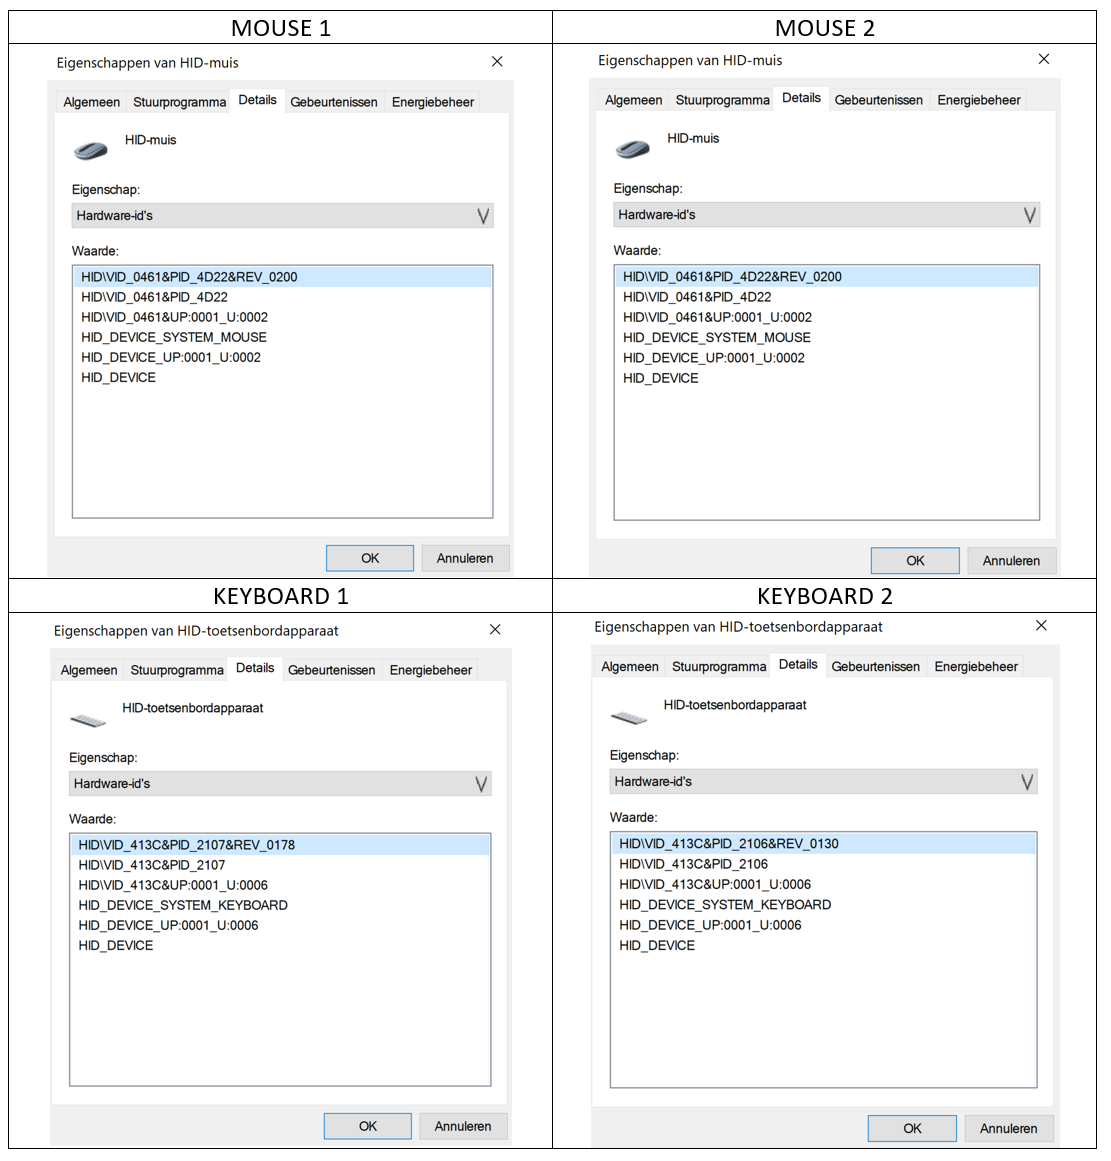 MOUSE 1
Eigenschappen van HID-muis
Algemeen Stuurprogramma Details Gebeurtenissen Energiebeheer
HID-muis
Eigenschap:
Hardware-id's
Waarde:
HID\VID_0461&PID_4D22&REV_0200
HID\VID_0461&PID_4D22
HID\VID_0461&UP:0001_U:0002
HID_DEVICE_SYSTEM_MOUSE
HID_DEVICE_UP:0001_U:0002
HID_DEVICE
OK Annuleren
MOUSE 2
Eigenschappen van HID-muis
Algemeen Stuurprogramma Details Gebeurtenissen Energiebeheer
HID-muis
Eigenschap:
Hardware-id's
Waarde:
HID\VID_0461&PID_4D22&REV_0200
HID\VID_0461&PID_4D22
HID\VID_0461&UP:0001_U:0002
HID_DEVICE_SYSTEM_MOUSE
HID_DEVICE_UP:0001_U:0002
HID_DEVICE
OK Annuleren
KEYBOARD 1
Eigenschappen van HID-toetsenbordapparaat
Algemeen Stuurprogramma Details Gebeurtenissen Energiebeheer
HID-toetsenbordapparaat
Eigenschap:
Hardware-id's
Waarde:
HID\VID_413C&PID_2107&REV_0178
HID\VID_413C&PID_2107
HID\VID_413C&UP:0001_U:0006
HID_DEVICE_SYSTEM_KEYBOARD
HID_DEVICE_UP:0001_U:0006
HID_DEVICE
OK Annuleren
KEYBOARD 2
Eigenschappen van HID-toetsenbordapparaat
Algemeen Stuurprogramma Details Gebeurtenissen Energiebeheer
HID-toetsenbordapparaat
Eigenschap:
Hardware-id's
Waarde:
HID\VID_413C&PID_2106&REV_0130
HID\VID_413C&PID_2106
HID\VID_413C&UP:0001_U:0006
HID_DEVICE_SYSTEM_KEYBOARD
HID_DEVICE_UP:0001_U:0006
HID_DEVICE
OK Annuleren